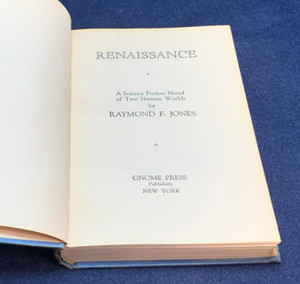 RENAISSANCE
A Science Fiction Novel
of Two Human Worlds
by
RAYMOND F. JONES
GNOME PRESS
Publishers
NEW YORK